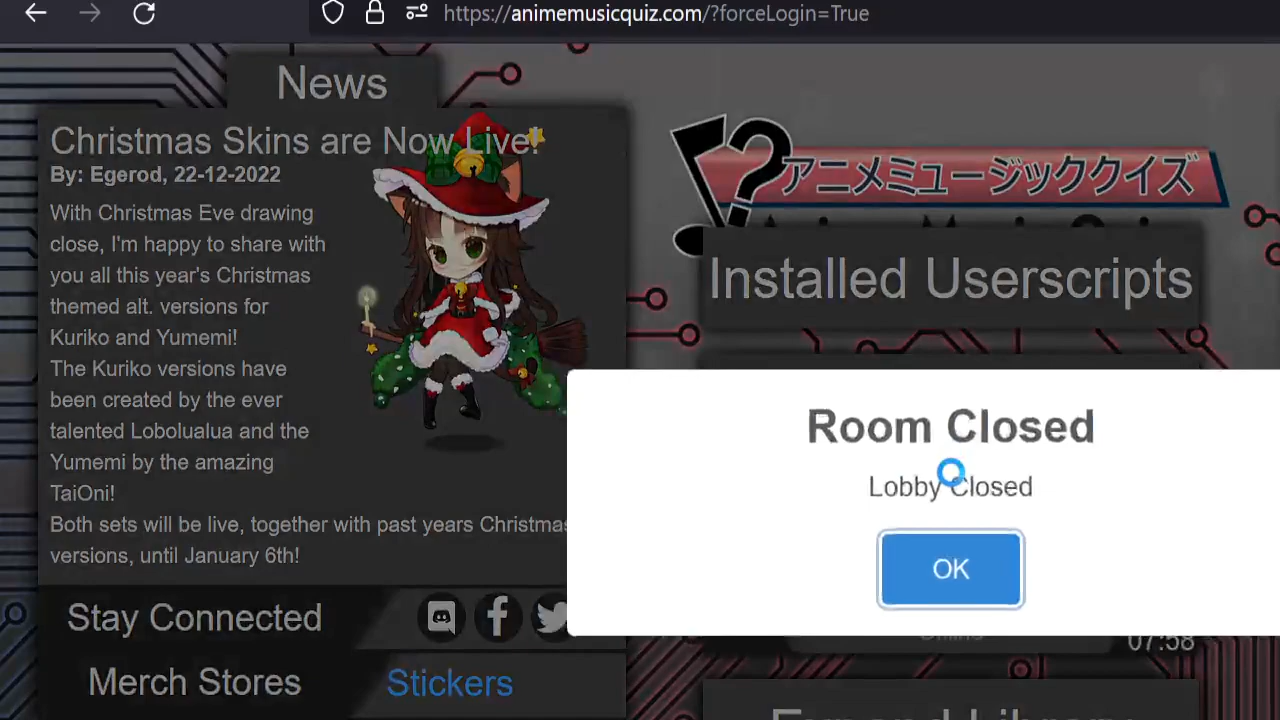 https://animemusicquiz.com/?forceLogin=True
News
Christmas Skins are Now Live!
By: Egerod, 22-12-2022
With Christmas Eve drawing
close, I'm happy to share with
you all this year's Christmas
themed alt. versions for
Kuriko and Yumemi!
The Kuriko versions have
been created by the ever
talented Lobolualua and the
Yumemi by the amazing
TaiOni!
Both sets will be live, together with past years Christmas
versions, until January 6th!
Stay Connected
Merch Stores
Stickers
アニメミュージッククイズ
Installed Userscripts
Room Closed
Lobby Closed
OK
07:58